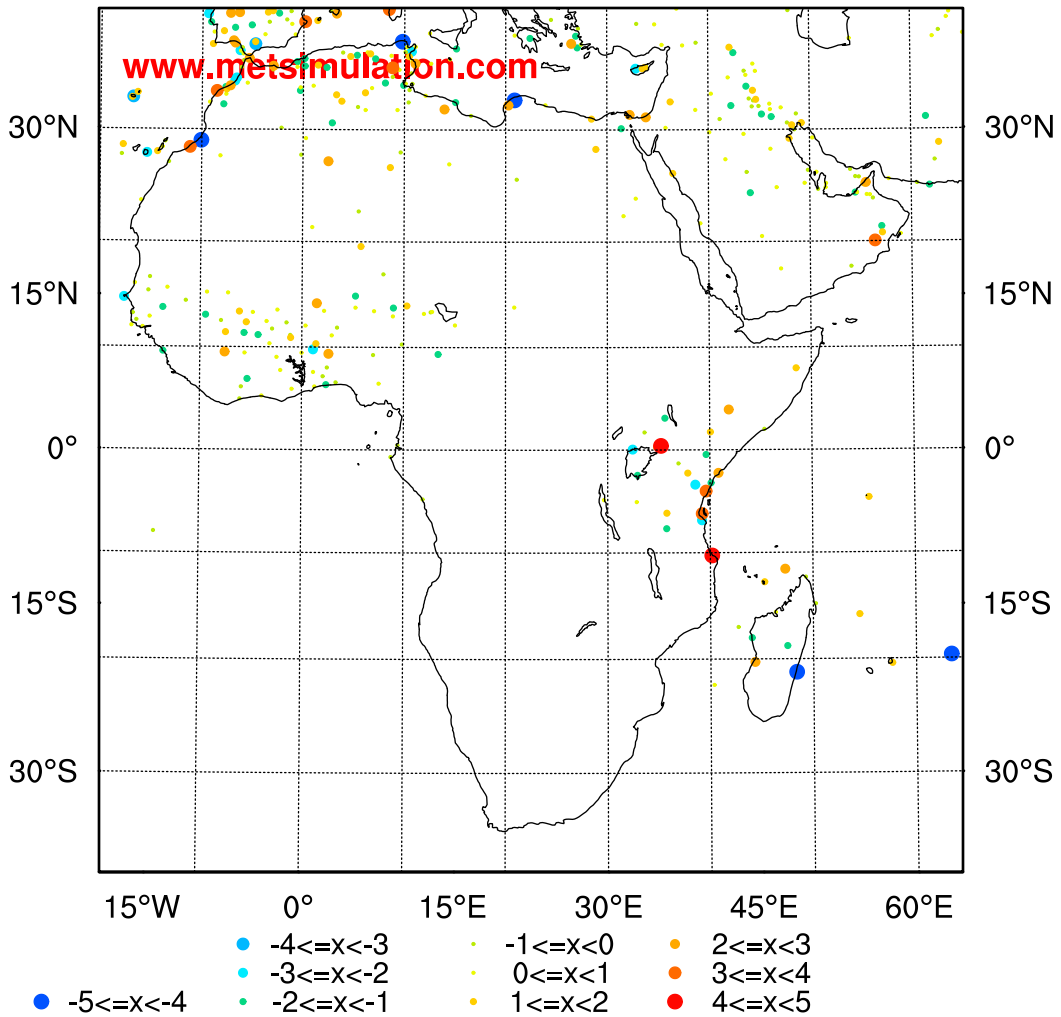 www.metsimulation.com
30°N 30°N
15°N 15°N
0° 0°
15°S 15°S
30°S 30°S
15°W 0° 15°E 30°E 45°E 60°E
-4<=x<-3 -1<=x<0 2<=x<3
-3<=x<-2 0<=x<1 3<=x<4
-5<=x<-4 -2<=x<-1 1<=x<2 4<=x<5